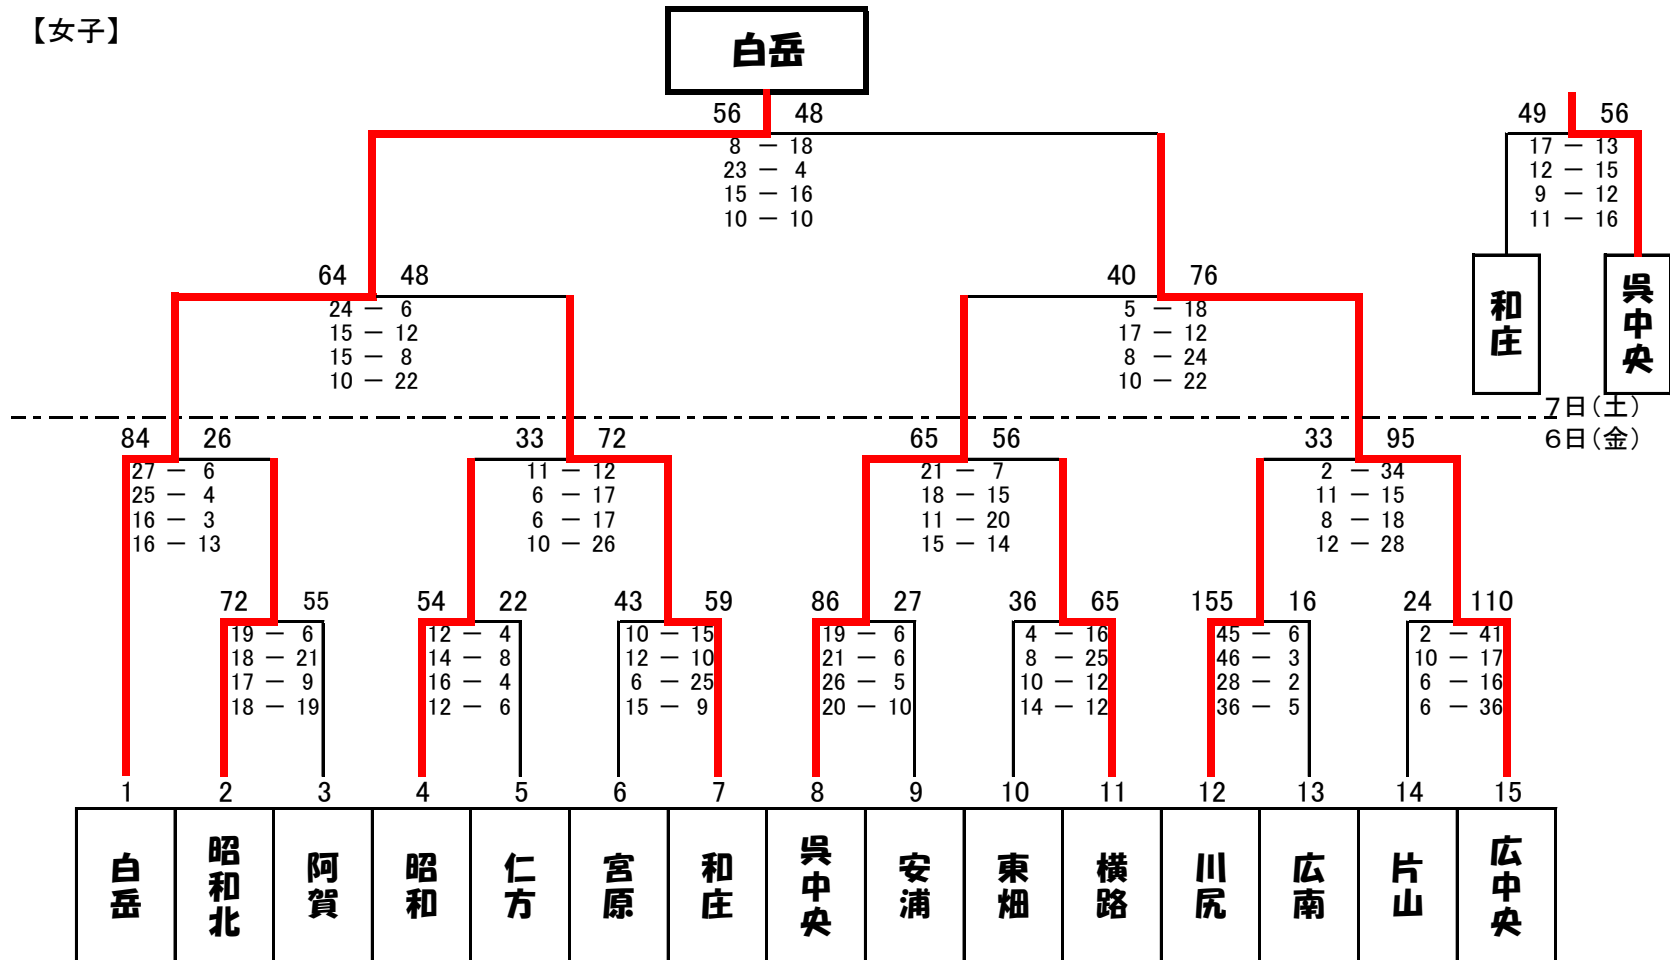 【女子】
白岳
56 48
8 － 18
23 － 4
15 － 16
10 － 10
49 56
17 － 13
12 － 15
9 － 12
11 － 16
和庄
呉中央
64 48
24 － 6
15 － 12
15 － 8
10 － 22
40 76
5 － 18
17 － 12
8 － 24
10 － 22
7日（土）
6日（金）
84 26
27 － 6
25 － 4
16 － 3
16 － 13
33 72
11 － 12
6 － 17
6 － 17
10 － 26
65 56
21 － 7
18 － 15
11 － 20
15 － 14
33 95
2 － 34
11 － 15
8 － 18
12 － 28
72 55
19 － 6
18 － 21
17 － 9
18 － 19
54 22
12 － 4
14 － 8
16 － 4
12 － 6
43 59
10 － 15
12 － 10
6 － 25
15 － 9
86 27
19 － 6
21 － 6
26 － 5
20 － 10
36 65
4 － 16
8 － 25
10 － 12
14 － 12
155 16
45 － 6
46 － 3
28 － 2
36 － 5
24 110
2 － 41
10 － 17
6 － 16
6 － 36
1 2 3 4 5 6 7 8 9 10 11 12 13 14 15
白岳
昭和北
阿賀
昭和
仁方
宮原
和庄
呉中央
安浦
東畑
横路
川尻
広南
片山
広中央